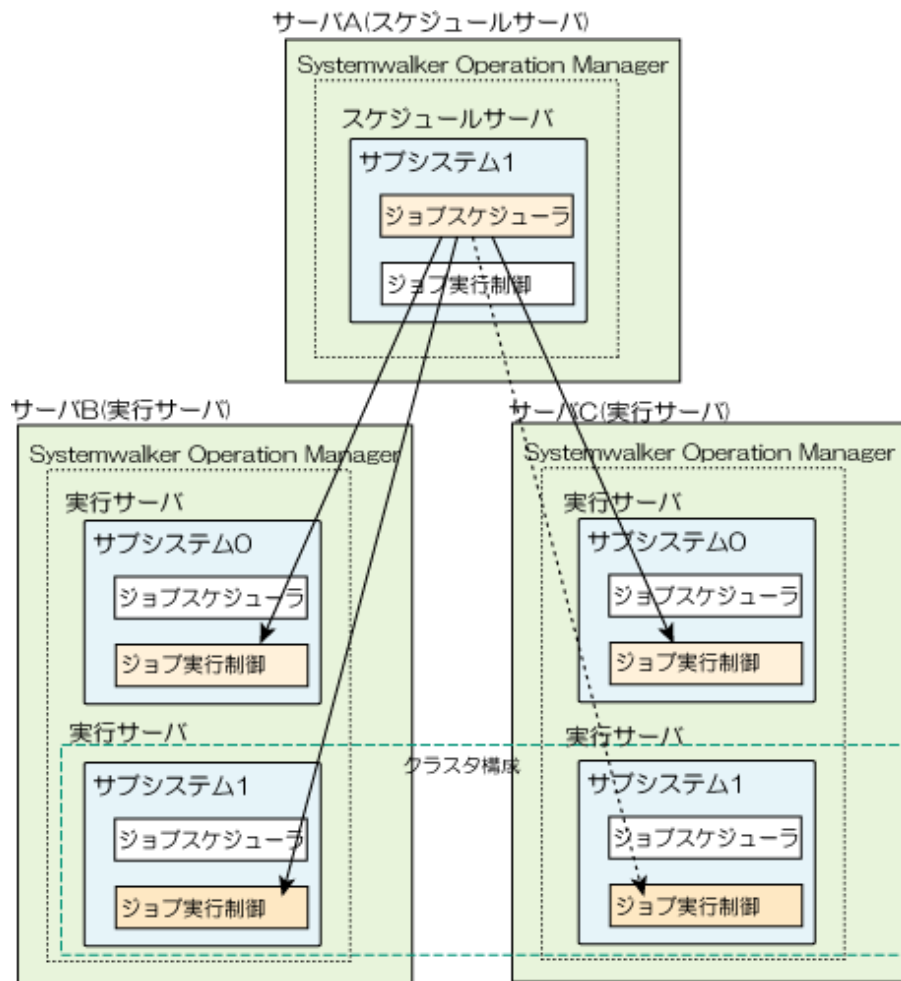 サーバA(スケジュールサーバ)
Systemwalker Operation Manager
スケジュールサーバ
サブシステム1
ジョブスケジューラ
ジョブ実行制御
サーバB(実行サーバ)
Systemwalker Operation Manager
実行サーバ
サブシステム0
ジョブスケジューラ
ジョブ実行制御
実行サーバ
サブシステム1
ジョブスケジューラ
ジョブ実行制御
クラスタ構成
サーバC(実行サーバ)
Systemwalker Operation Manager
実行サーバ
サブシステム0
ジョブスケジューラ
ジョブ実行制御
実行サーバ
サブシステム1
ジョブスケジューラ
ジョブ実行制御